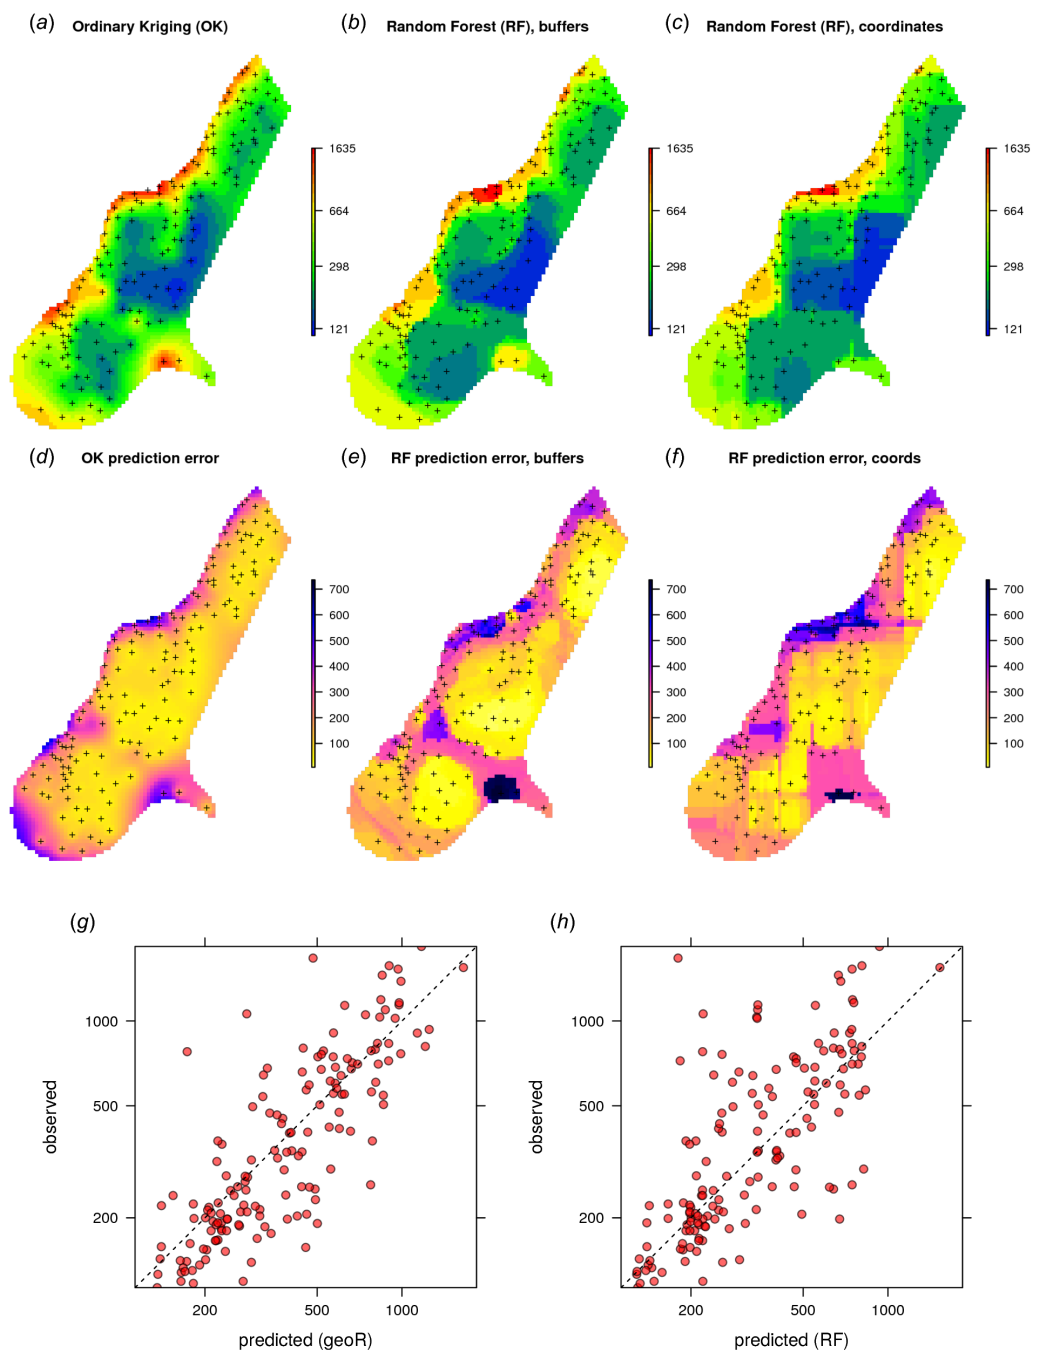 (a) Ordinary Kriging (OK)
(b) Random Forest (RF), buffers
(c) Random Forest (RF), coordinates
1635
664
298
121
1635
664
298
121
1635
664
298
121
(d) OK prediction error
(e) RF prediction error, buffers
(f) RF prediction error, coords
700
600
500
400
300
200
100
700
600
500
400
300
200
100
700
600
500
400
300
200
100
(g)
observed
1000
500
200
200 500 1000
predicted (geoR)
(h)
observed
1000
500
200
200 500 1000
predicted (RF)